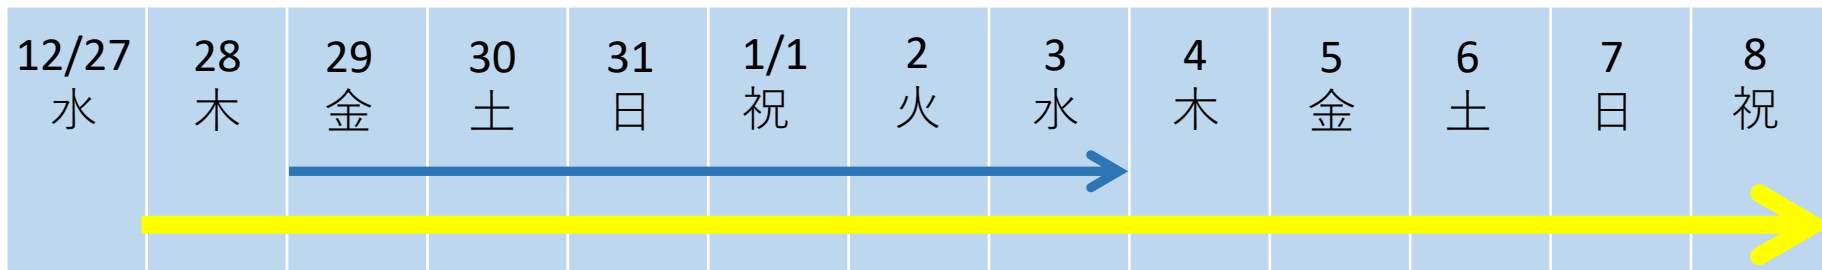 12/27 28 29 30 31 1/1 2 3 4 5 6 7 8
水 木 金 土 日 祝 火 水 木 金 土 日 祝